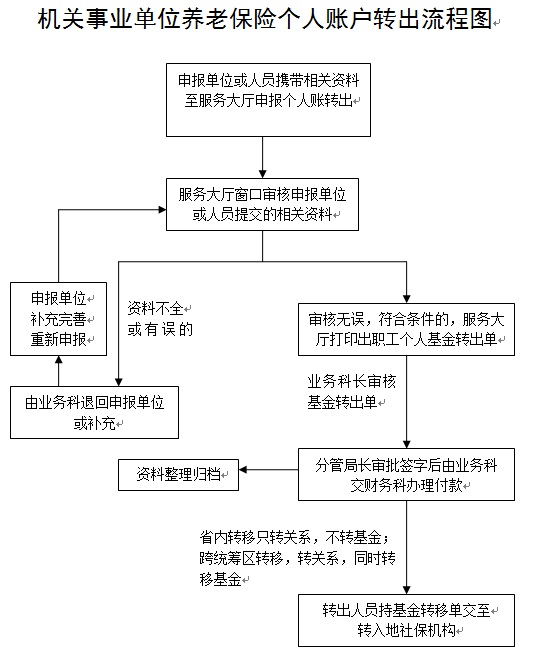 机关事业单位养老保险个人账户转出流程图
申报单位或人员携带相关资料
至服务大厅申报个人账转出
服务大厅窗口审核申报单位
或人员提交的相关资料
申报单位
补充完善
重新申报
资料不全
或有误的
审核无误，符合条件的，服务大
厅打印出职工个人基金转出单
由业务科退回申报单位
或补充
业务科长审核
基金转出单
资料整理归档
分管局长审批签字后由业务科
交财务科办理付款
省内转移只转关系，不转基金；
跨统筹区转移，转关系，同时转
移基金
转出人员持基金转移单交至
转入地社保机构